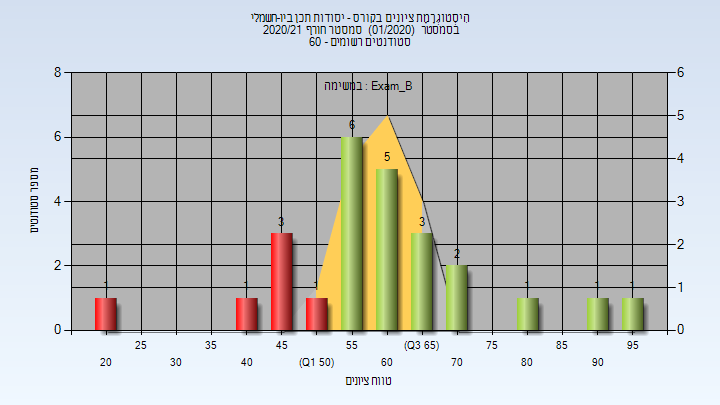 היסטוגרמת ציונים בקורס - יסודות תכן ביו-חשמלי
בסמסטר (01/2020) סמסטר חורף 2020/21
סטודנטים רשומים - 60
במשימה : Exam_B
8 6
5
6
4
4 3
2
2
1
0 0
מספר סטודנטים
1 1 3 1 6 5 3 2 1 1 1
25 35 45 55 (Q3 65) 75 85 95
20 30 40 (Q1 50) 60 70 80 90
טווח ציונים